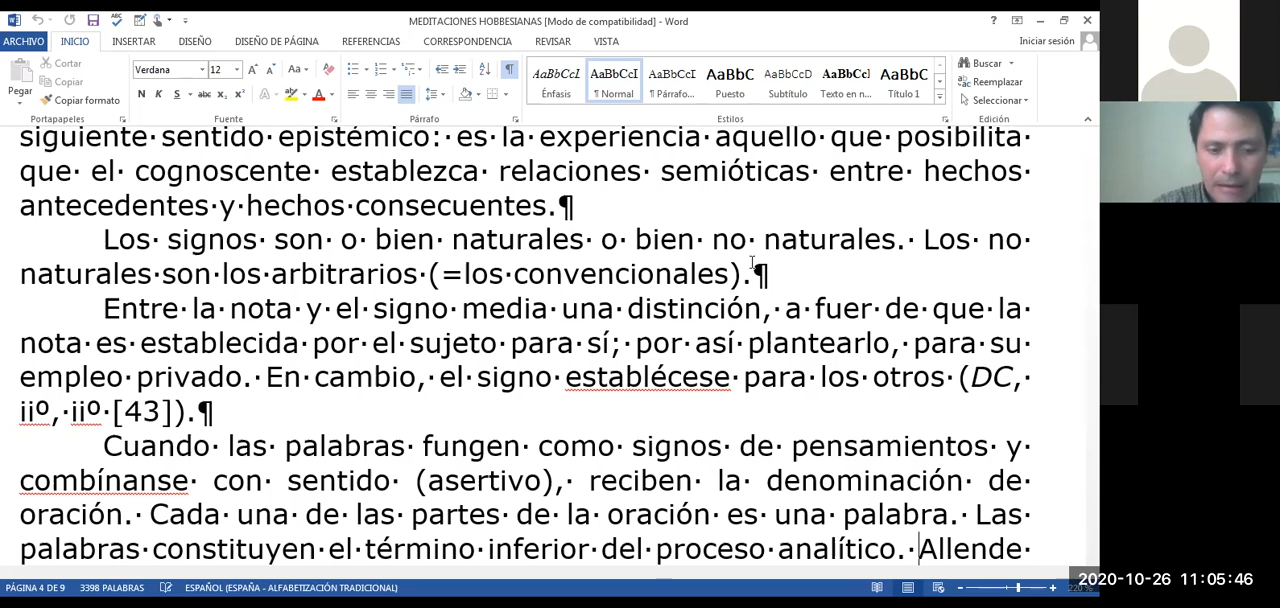 MEDITACIONES HOBBESIANAS [Modo de compatibilidad] - Word
ARCHIVO INICIO INSERTAR DISEÑO DISEÑO DE PÁGINA REFERENCIAS CORRESPONDENCIA REVISAR VISTA Iniciar sesión
Pegar
Cortar
Copiar
Copiar formato
Portapapeles
Verdana 12
N K S abc x₂ x²
Fuente
Párrafo
AaBbCcI AaBbCcI AaBbCcI AaBbC AaBbCcD AaBbCcI AaBbC
Énfasis ¶ Normal ¶ Párrafo... Puesto Subtítulo Texto en n... Título 1
Estilos
Buscar
Reemplazar
Seleccionar
Edición
siguiente sentido epistémico: es la experiencia aquello que posibilita
que el cognoscente establezca relaciones semióticas entre hechos
antecedentes y hechos consecuentes.¶
Los signos son o bien naturales o bien no naturales. Los no
naturales son los arbitrarios (=los convencionales).¶
Entre la nota y el signo media una distinción, a fuer de que la
nota es establecida por el sujeto para sí; por así plantearlo, para su
empleo privado. En cambio, el signo establécese para los otros (DC,
iiº, iiº [43]).¶
Cuando las palabras fungen como signos de pensamientos y
combínanse con sentido (asertivo), reciben la denominación de
oración. Cada una de las partes de la oración es una palabra. Las
palabras constituyen el término inferior del proceso analítico. Allende
PÁGINA 4 DE 9 3398 PALABRAS ESPAÑOL (ESPAÑA - ALFABETIZACIÓN TRADICIONAL) 220 %
2020-10-26 11:05:46